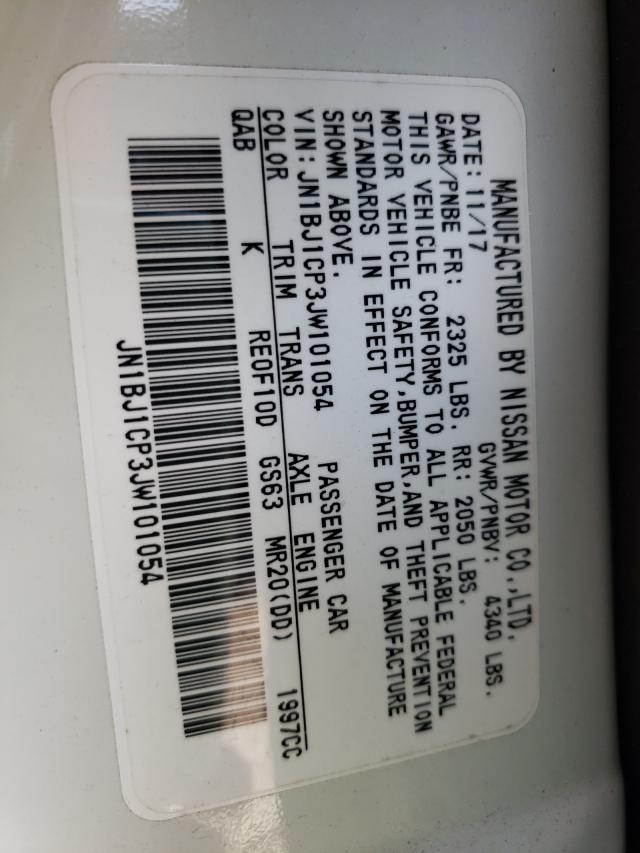 MANUFACTURED BY NISSAN MOTOR CO.,LTD.
DATE: 11/17 GVWR/PNBV: 4340 LBS.
GAWR/PNBE FR: 2325 LBS. RR: 2050 LBS.
THIS VEHICLE CONFORMS TO ALL APPLICABLE FEDERAL
MOTOR VEHICLE SAFETY,BUMPER,AND THEFT PREVENTION
STANDARDS IN EFFECT ON THE DATE OF MANUFACTURE
SHOWN ABOVE.
VIN:JN1BJ1CP3JW101054 PASSENGER CAR
COLOR TRIM TRANS AXLE ENGINE
QAB K RE0F10D GS63 MR20(DD) 1997CC
JN1BJ1CP3JW101054